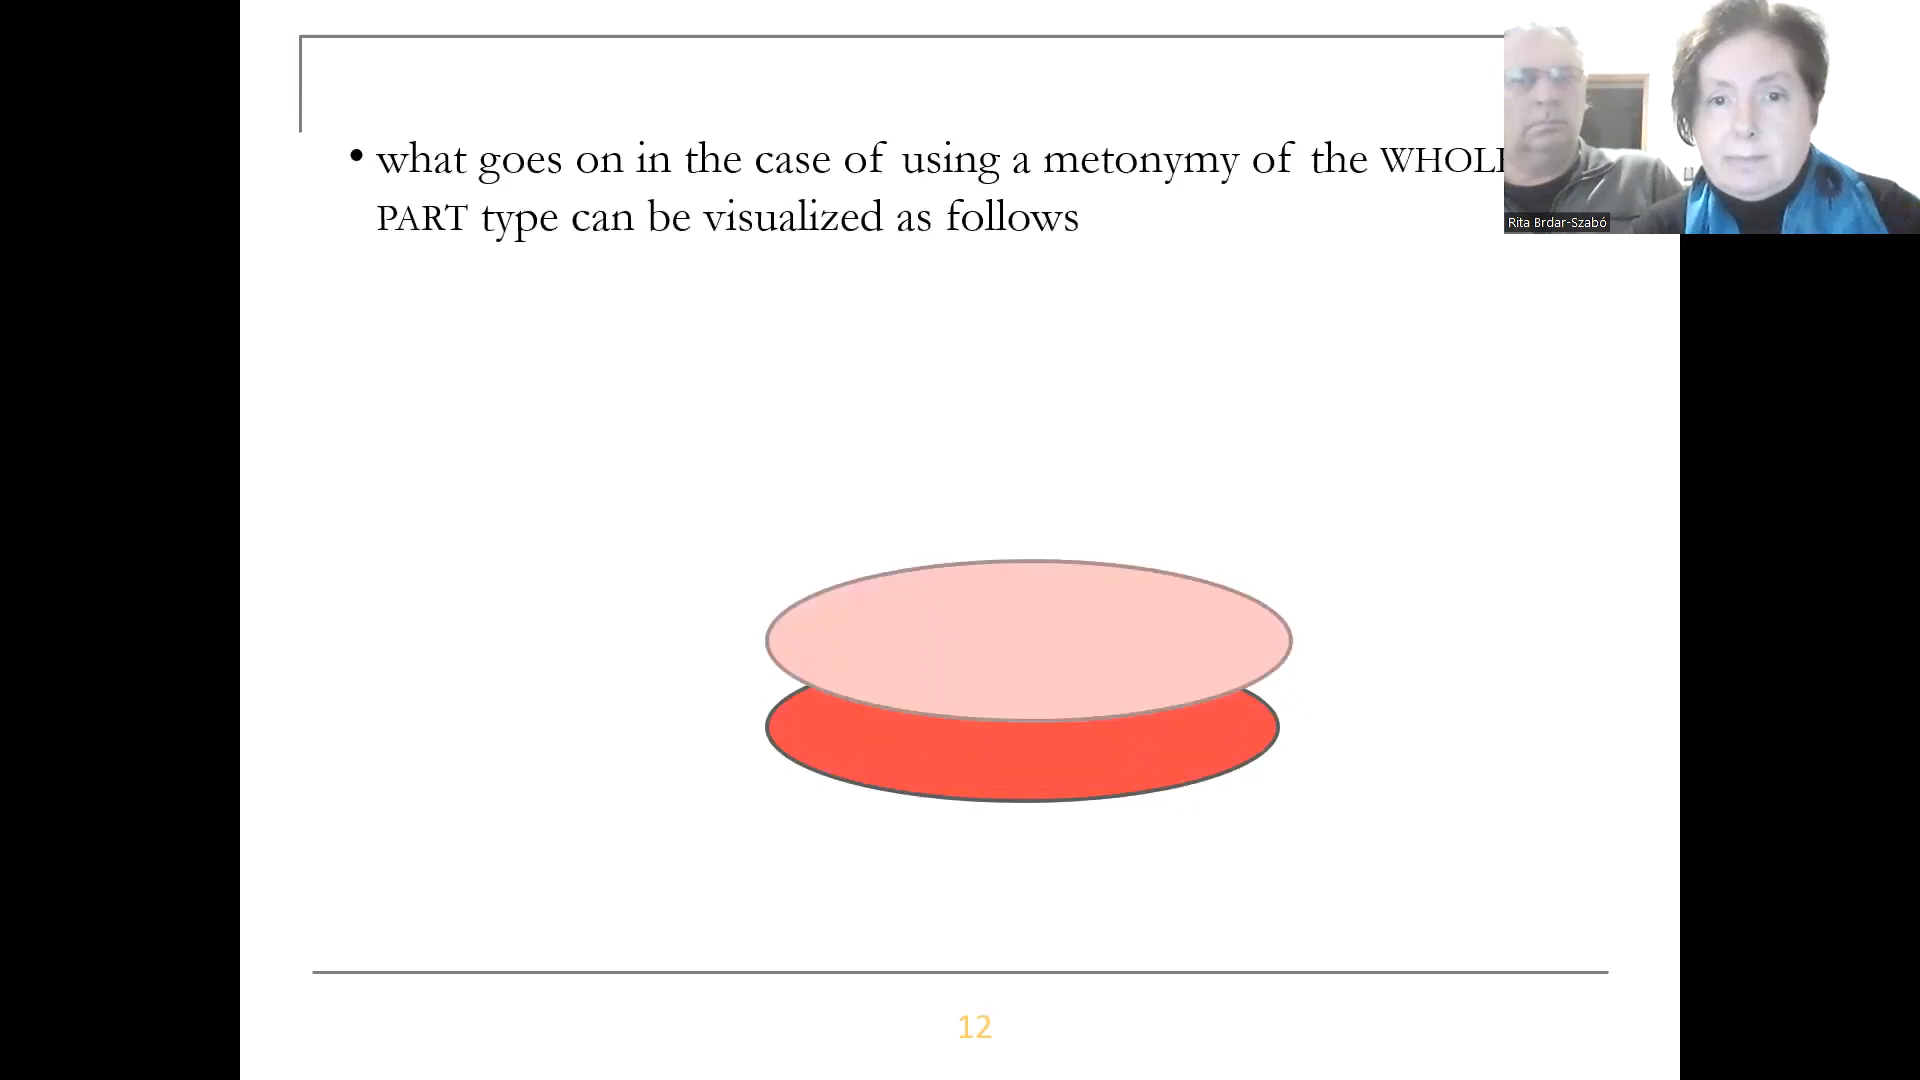 • what goes on in the case of using a metonymy of the WHOLE
PART type can be visualized as follows
Rita Brdar-Szabó
12